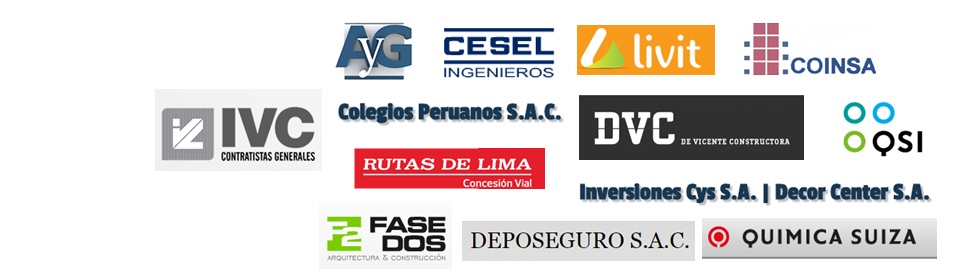 AyG
CESEL
INGENIEROS
livit
COINSA
IVC
CONTRATISTAS GENERALES
Colegios Peruanos S.A.C.
DVC DE VICENTE CONSTRUCTORA
QSI
RUTAS DE LIMA
Concesión Vial
Inversiones Cys S.A. | Decor Center S.A.
FASE
DOS
ARQUITECTURA & CONSTRUCCIÓN
DEPOSEGURO S.A.C.
QUIMICA SUIZA